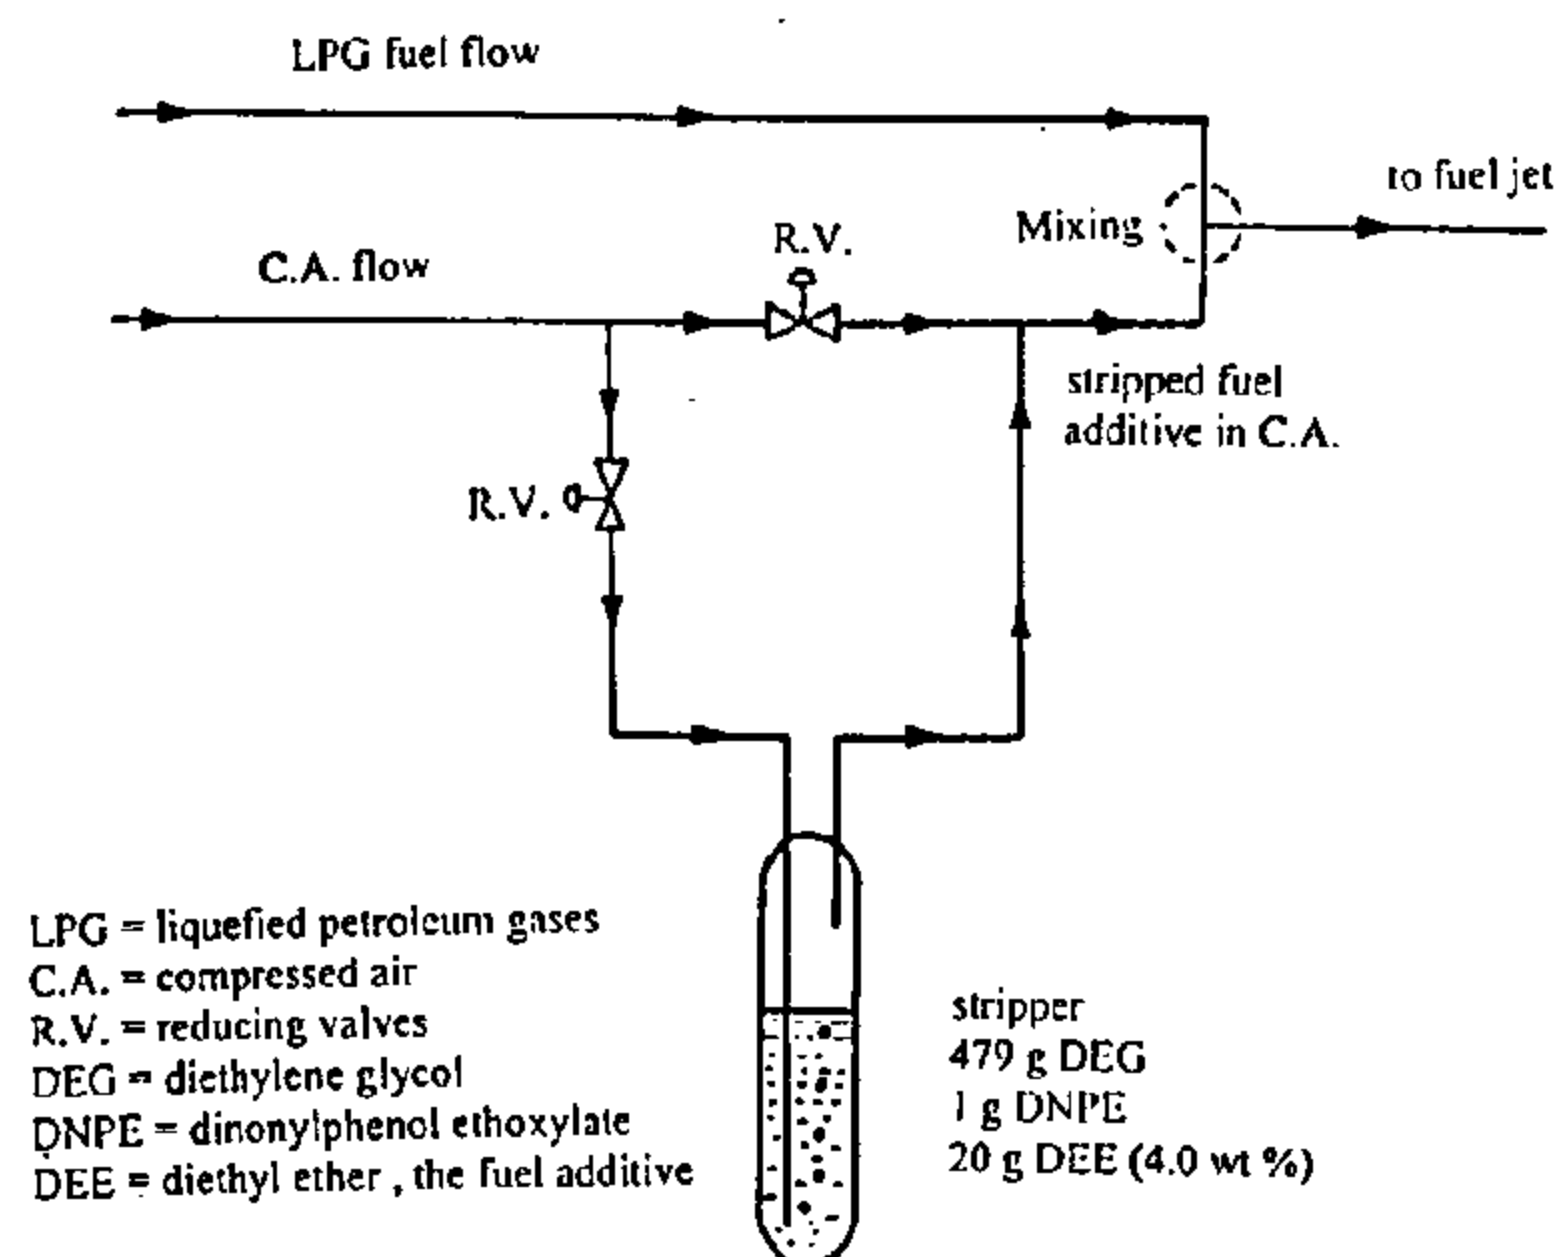 LPG fuel flow
to fuel jet
Mixing
R.V.
C.A. flow
stripped fuel
additive in C.A.
R.V.
LPG = liquefied petroleum gases
C.A. = compressed air
R.V. = reducing valves
DEG = diethylene glycol
DNPE = dinonylphenol ethoxylate
DEE = diethyl ether , the fuel additive
stripper
479 g DEG
1 g DNPE
20 g DEE (4.0 wt %)